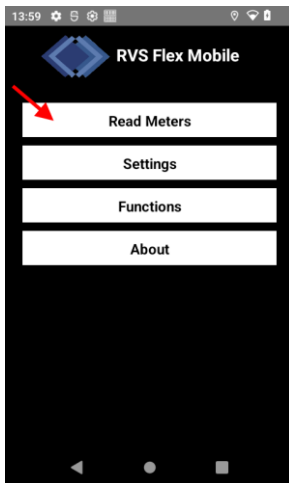 13:59
RVS Flex Mobile
Read Meters
Settings
Functions
About